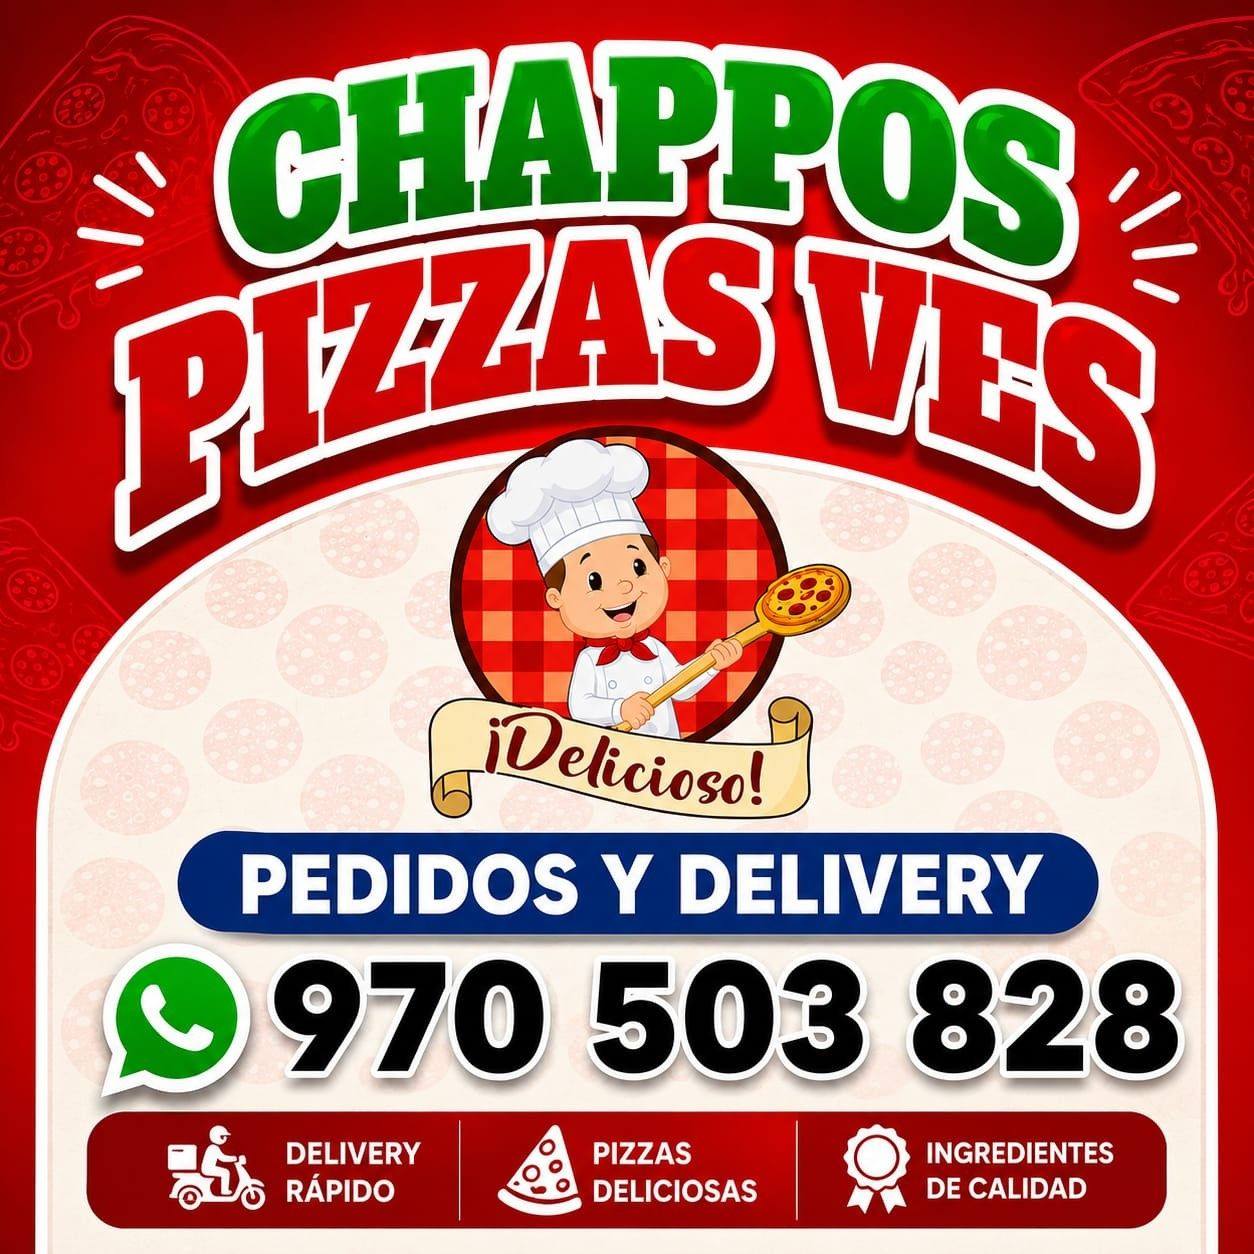 CHAPPOS
PIZZAS VES
¡Delicioso!
PEDIDOS Y DELIVERY
970 503 828
DELIVERY
RÁPIDO
PIZZAS
DELICIOSAS
INGREDIENTES
DE CALIDAD